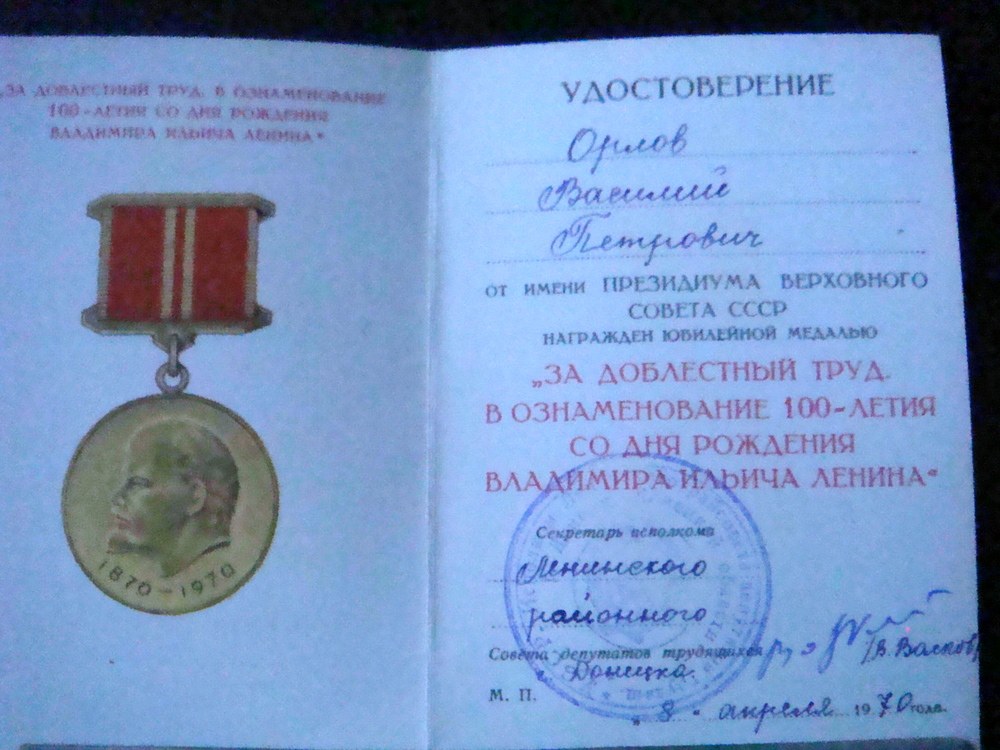 „ЗА ДОБЛЕСТНЫЙ ТРУД. В ОЗНАМЕНОВАНИЕ
100-ЛЕТИЯ СО ДНЯ РОЖДЕНИЯ
ВЛАДИМИРА ИЛЬИЧА ЛЕНИНА“
1870-1970
УДОСТОВЕРЕНИЕ
Орлов
Василий
Петрович
ОТ ИМЕНИ ПРЕЗИДИУМА ВЕРХОВНОГО
СОВЕТА СССР
НАГРАЖДЕН ЮБИЛЕЙНОЙ МЕДАЛЬЮ
„ЗА ДОБЛЕСТНЫЙ ТРУД.
В ОЗНАМЕНОВАНИЕ 100-ЛЕТИЯ
СО ДНЯ РОЖДЕНИЯ
ВЛАДИМИРА ИЛЬИЧА ЛЕНИНА“
Секретарь исполкома
Ленинского
районного
Совета депутатов трудящихся
Донецка
М. П.
„8“ апреля 1970 года.